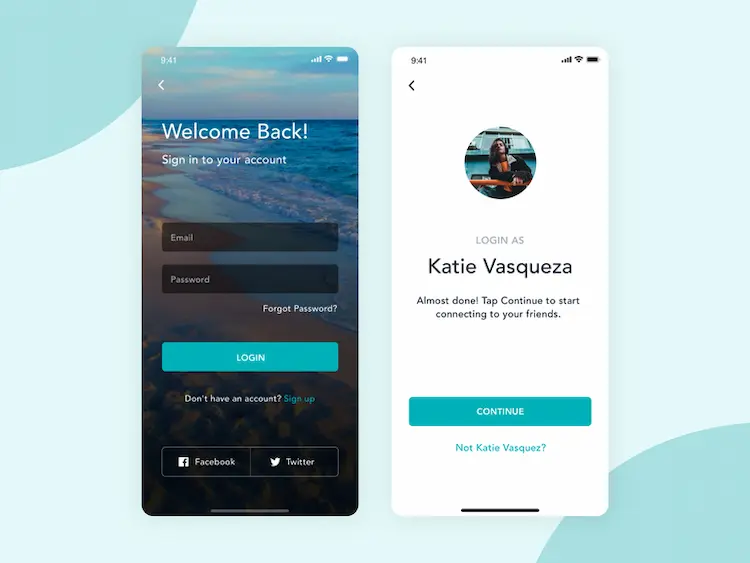 9:41
Welcome Back!
Sign in to your account
Email
Password
Forgot Password?
LOGIN
Don't have an account? Sign up
Facebook
Twitter
9:41
LOGIN AS
Katie Vasqueza
Almost done! Tap Continue to start
connecting to your friends.
CONTINUE
Not Katie Vasquez?